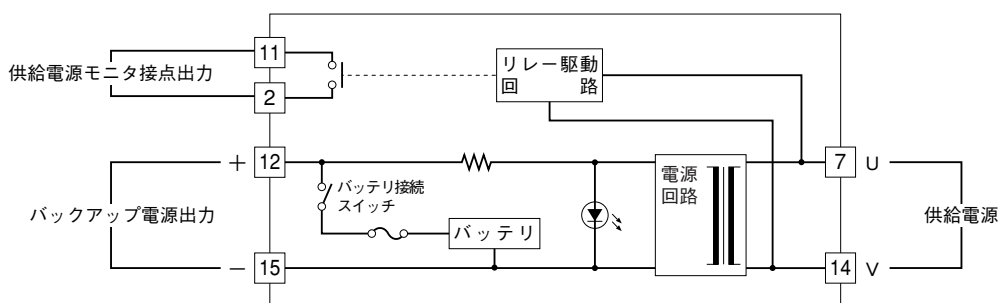 11
供給電源モニタ接点出力
2
リレー駆動
回 路
+ 12
バッテリ接続
スイッチ
バックアップ電源出力
バッテリ
− 15
電源
回路
7 U
供給電源
14 V